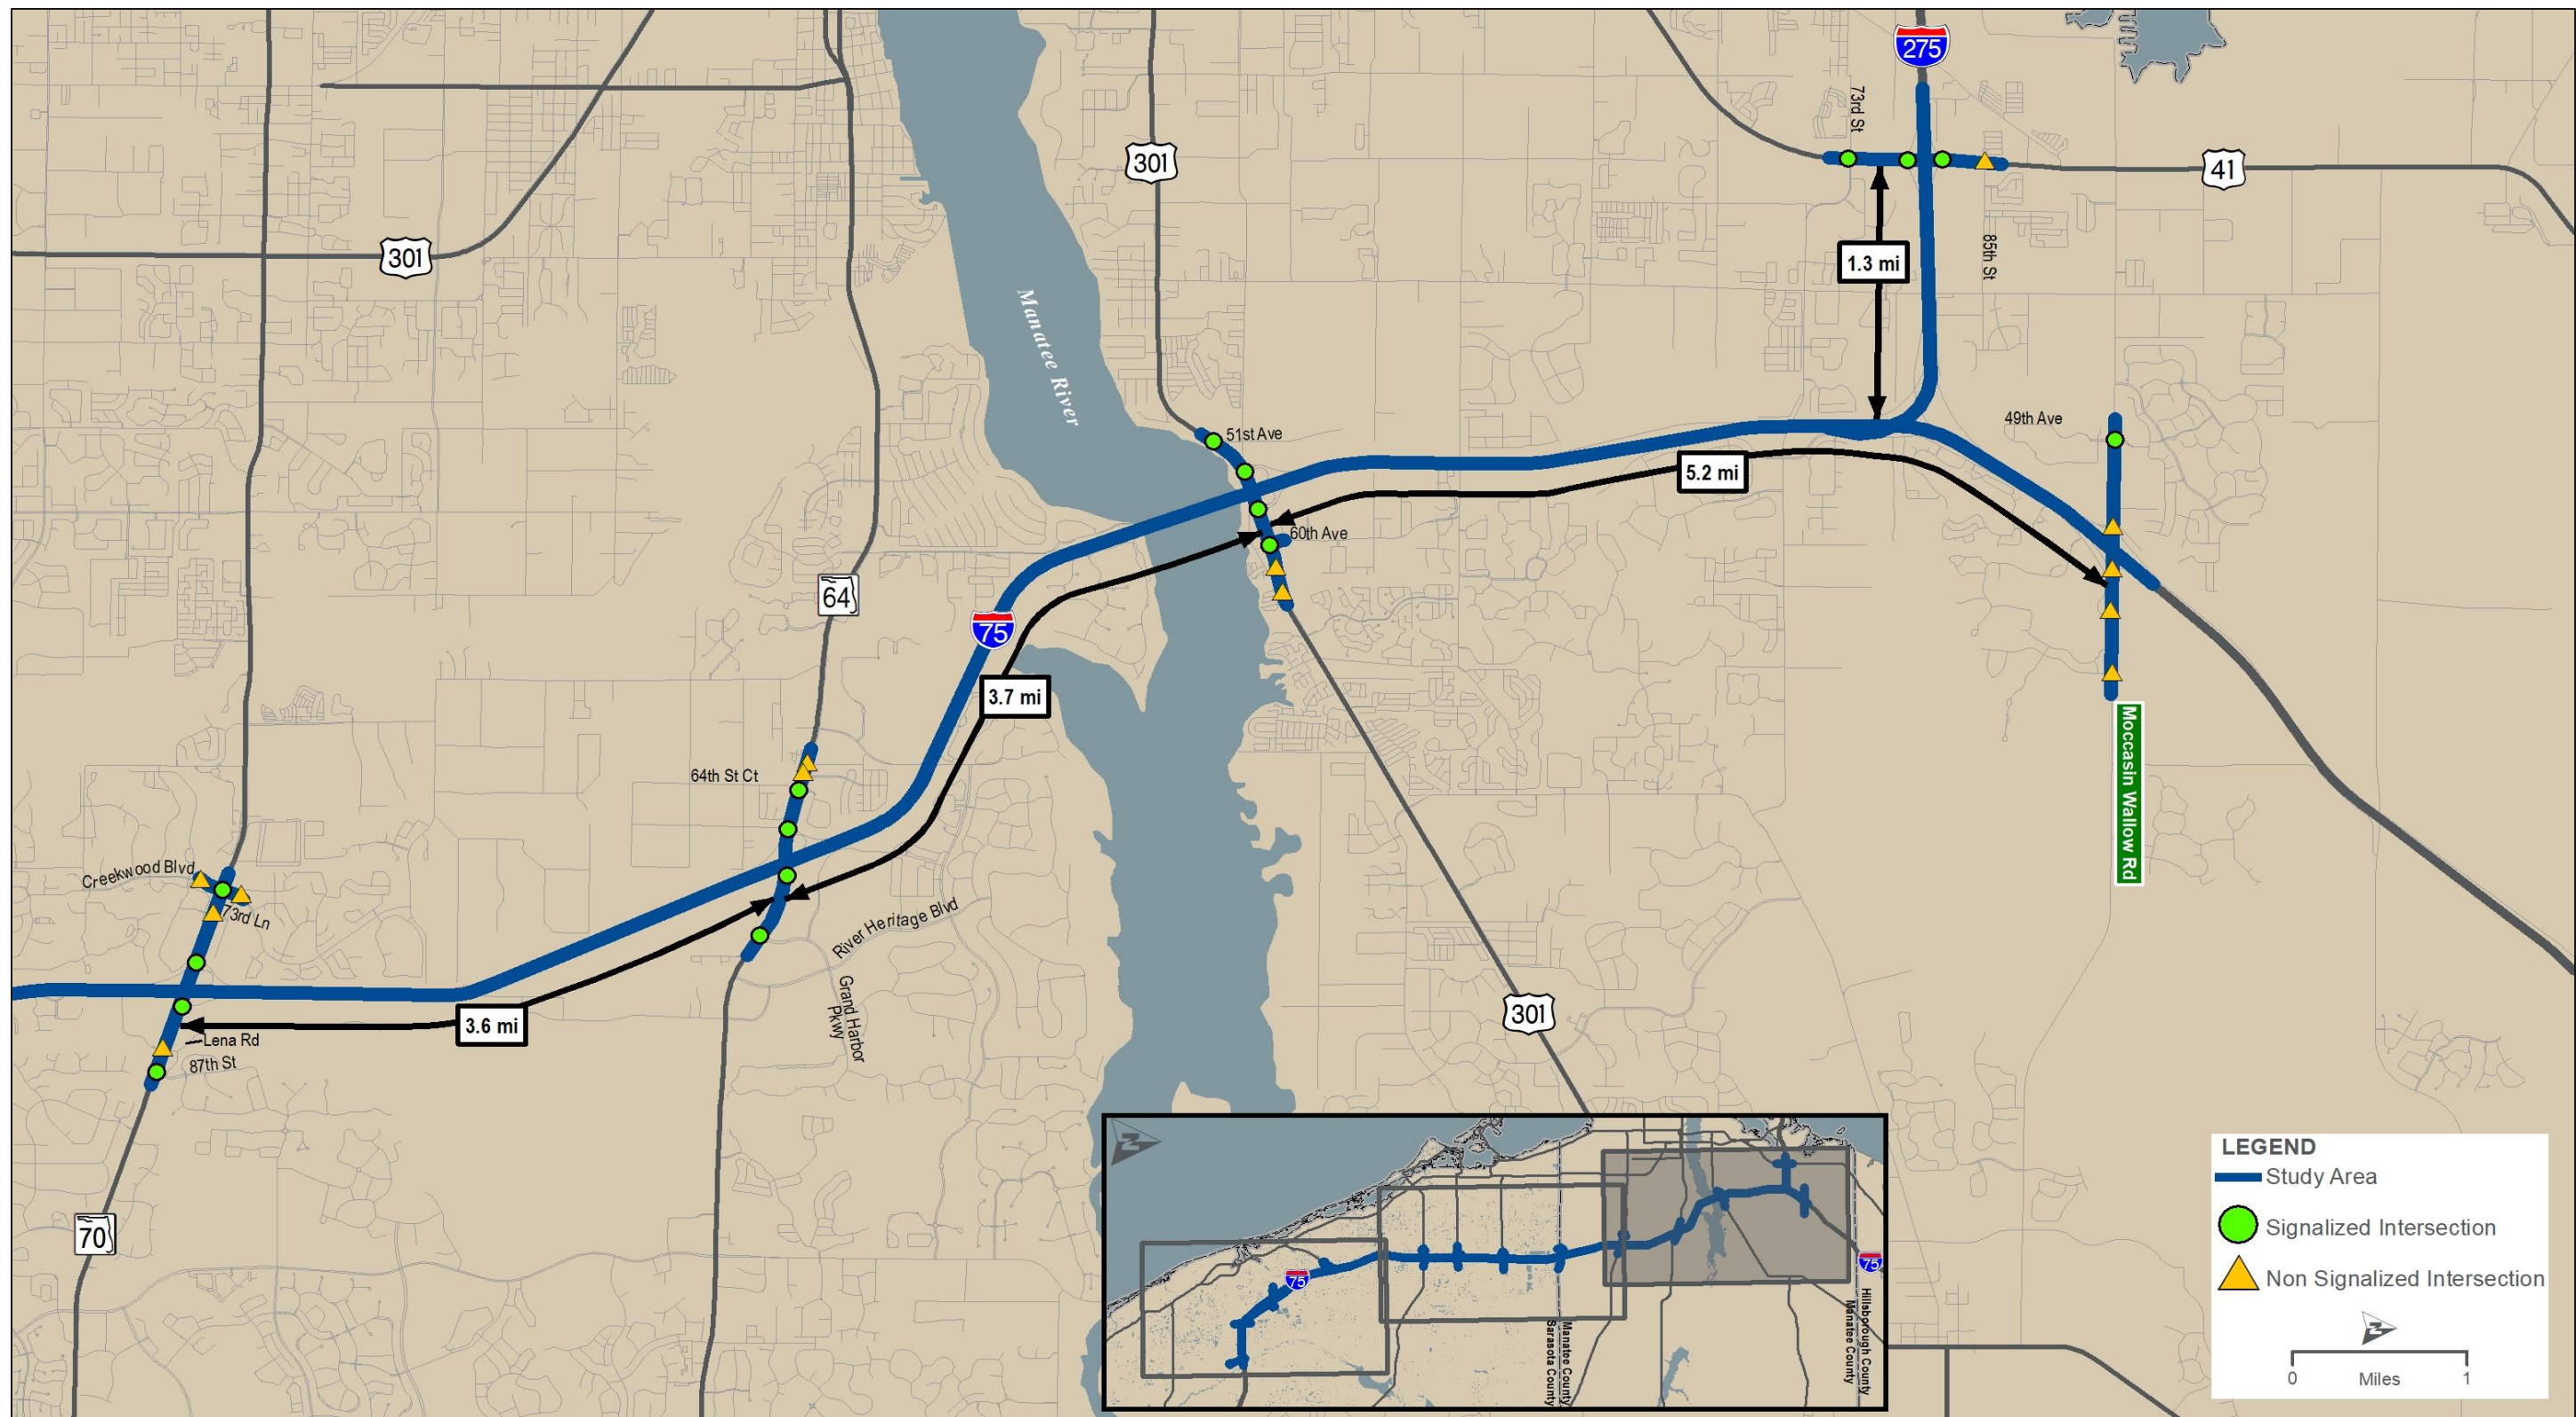 275
73rd St
301
41
301
85th St
1.3 mi
Manatee River
49th Ave
51st Ave
5.2 mi
60th Ave
64
75
3.7 mi
Moccasin Wallow Rd
64th St Ct
Creekwood Blvd
73rd Ln
River Heritage Blvd
Grand Harbor
Pkwy
3.6 mi
301
Lena Rd
87th St
70
N
75
75
Manatee County
Sarasota County
Hillsborough County
Manatee County
LEGEND
Study Area
Signalized Intersection
Non Signalized Intersection
N
0 Miles 1